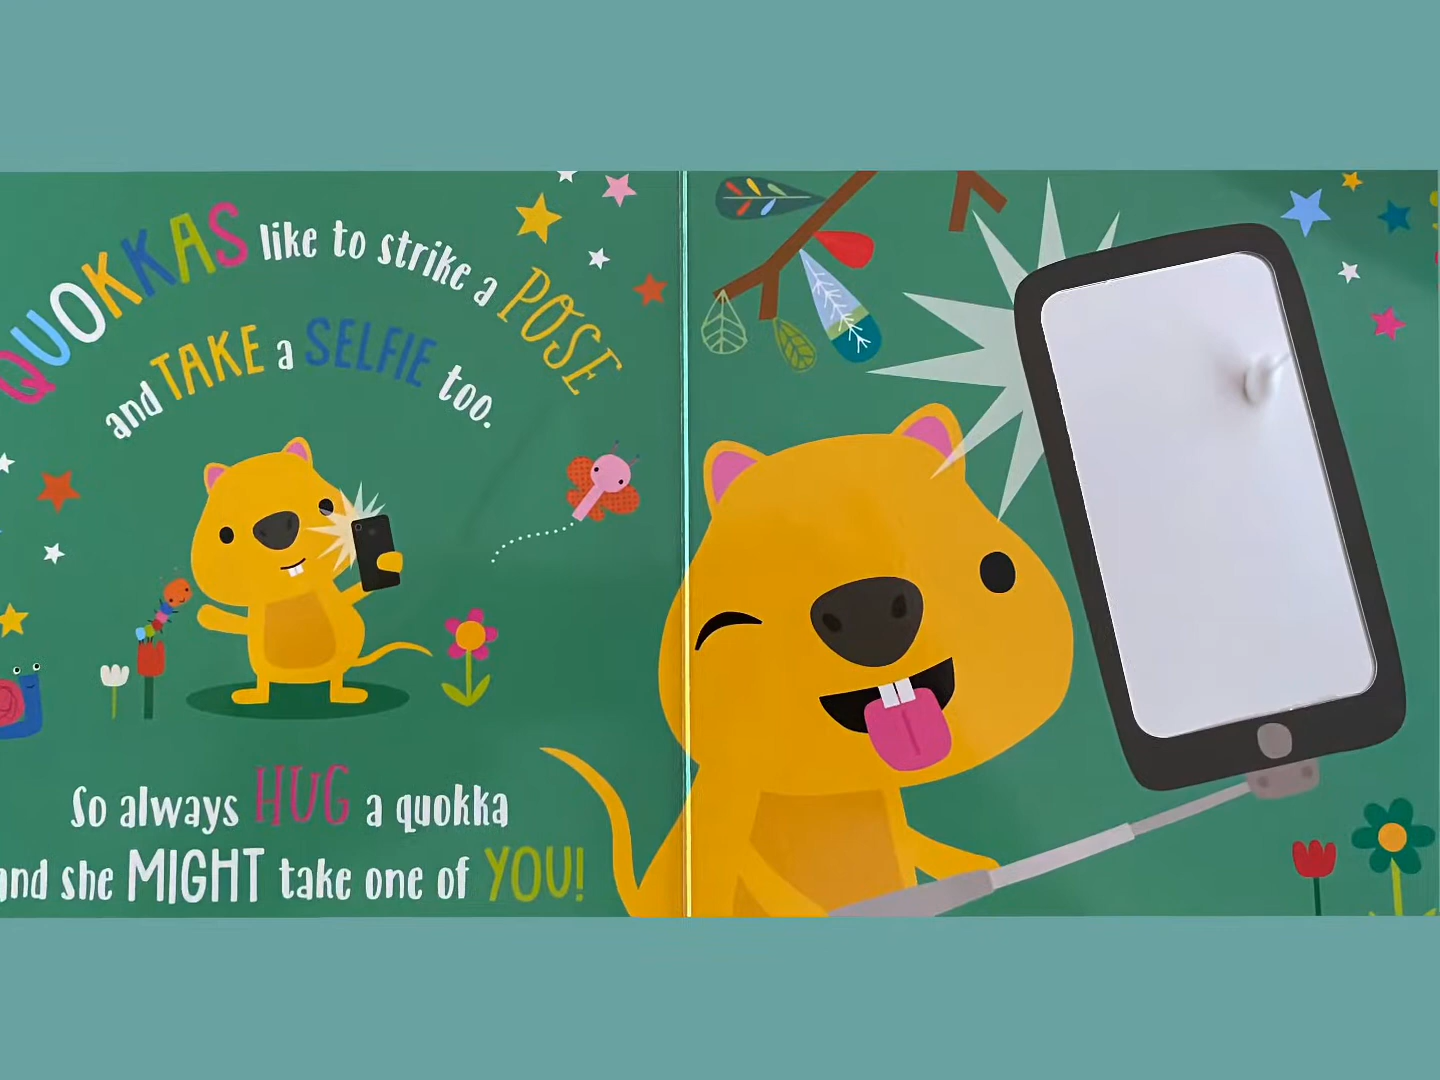 QUOKKAS like to strike a POSE
and TAKE a SELFIE too.
So always HUG a quokka
and she MIGHT take one of YOU!